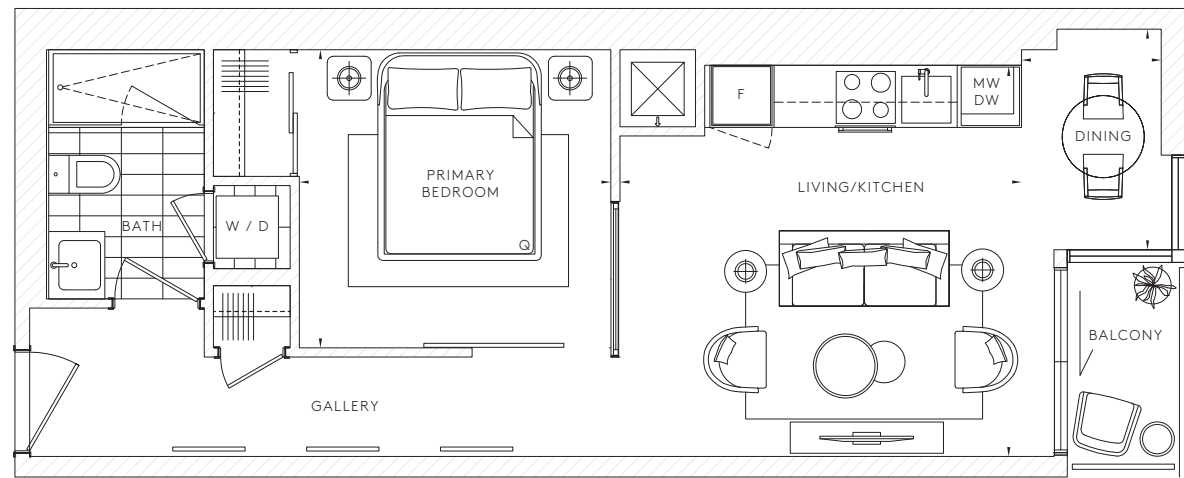 F
MW
DW
DINING
PRIMARY
BEDROOM
LIVING/KITCHEN
BATH
W / D
Q
BALCONY
GALLERY